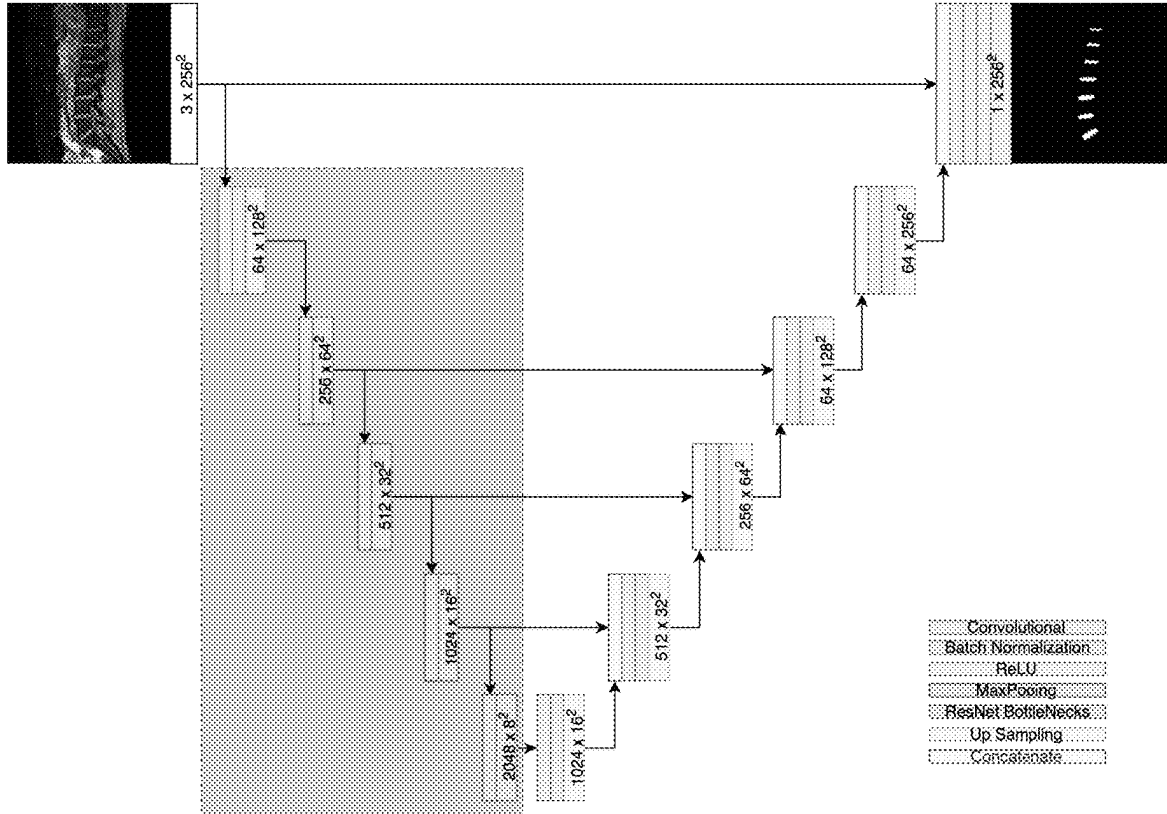 3 x 256²
1 x 256²
64 x 128²
64 x 256²
256 x 64²
64 x 128²
512 x 32²
256 x 64²
1024 x 16²
512 x 32²
2048 x 8²
1024 x 16²
Convolutional
Batch Normalization
ReLU
MaxPooing
ResNet BottleNecks
Up Sampling
Concatenate